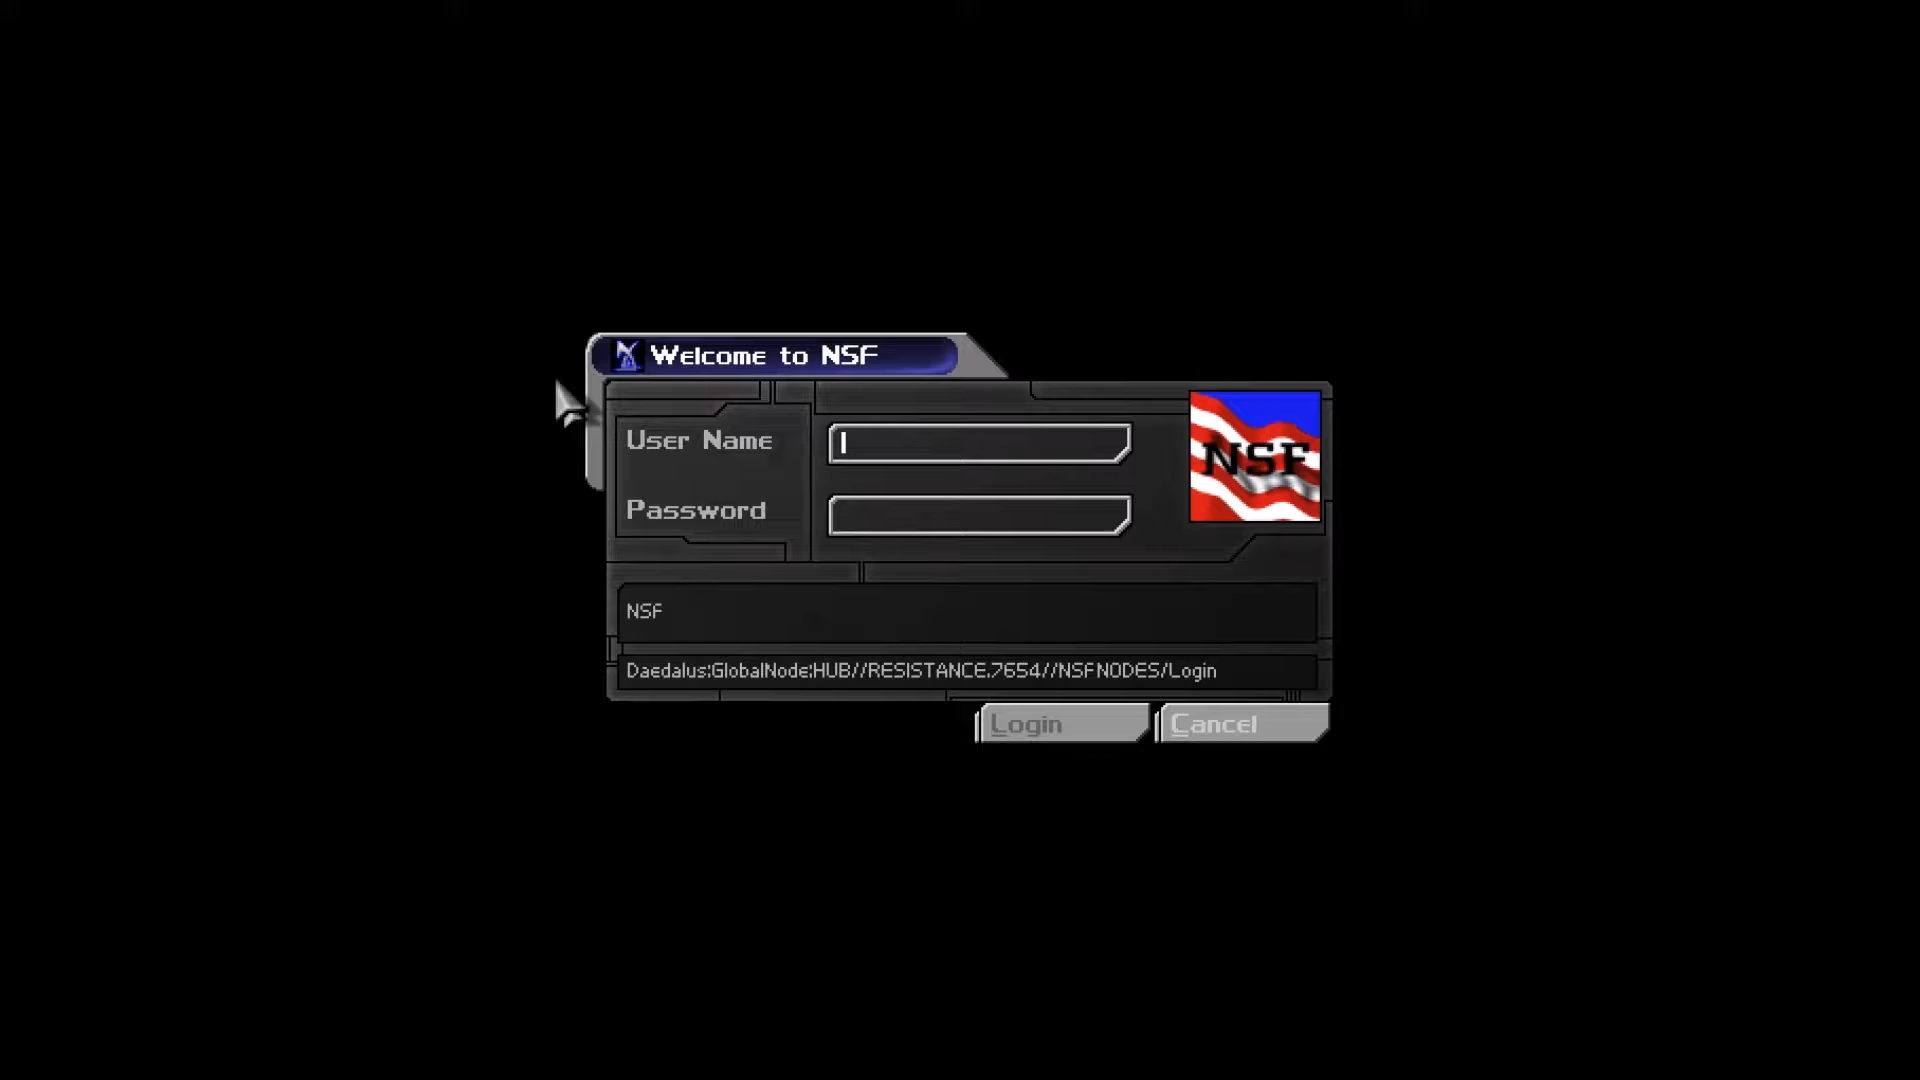 Welcome to NSF
User Name
NSF
Password
NSF
Daedalus:GlobalNode:HUB//RESISTANCE.7654//NSFNODES/Login
Login
Cancel